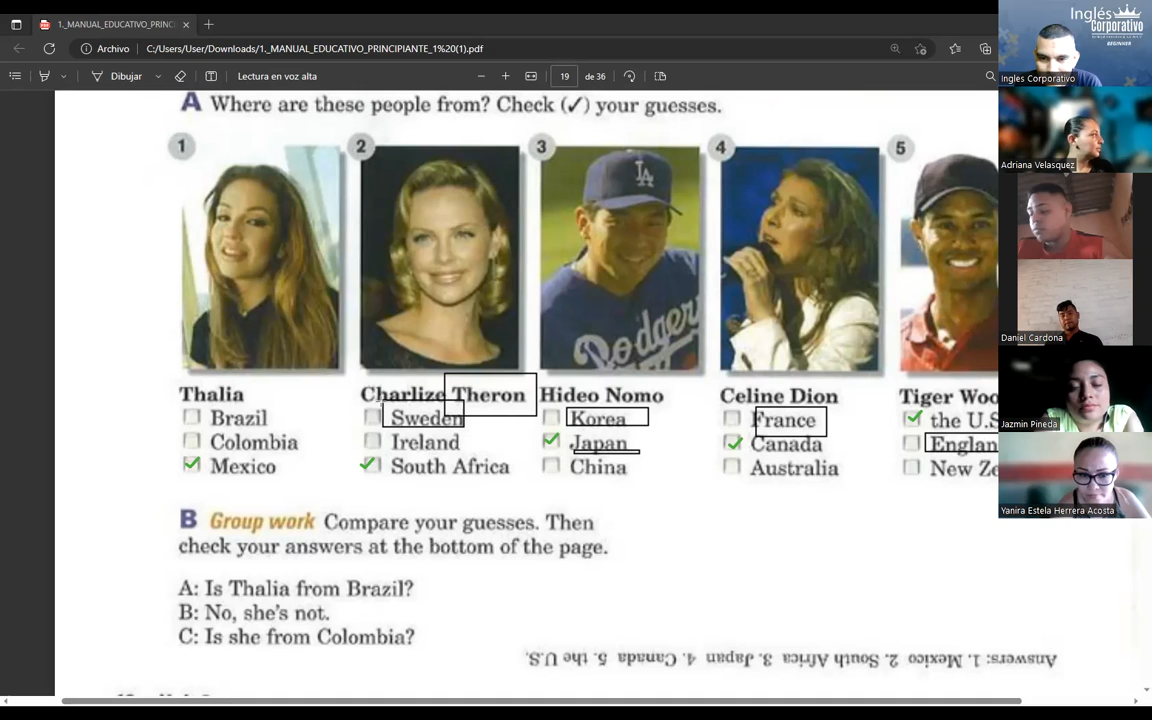 1._MANUAL_EDUCATIVO_PRINC
Archivo
C:/Users/User/Downloads/1._MANUAL_EDUCATIVO_PRINCIPIANTE_1%20(1).pdf
Dibujar
Lectura en voz alta
19
de 36
A Where are these people from? Check (✓) your guesses.
1
2
3
4
5
LA
Dodgers
Thalia
Brazil
Colombia
Mexico
Charlize Theron
Sweden
Ireland
South Africa
Hideo Nomo
Korea
Japan
China
Celine Dion
France
Canada
Australia
Tiger Woo
the U.S
Englan
New Ze
B Group work Compare your guesses. Then
check your answers at the bottom of the page.
A: Is Thalia from Brazil?
B: No, she's not.
C: Is she from Colombia?
Answers: 1. Mexico 2. South Africa 3. Japan 4. Canada 5. the U.S.
Inglés
Corporativo
BEGINNER
Ingles Corporativo
Adriana Velasquez
Daniel Cardona
Jazmin Pineda
Yanira Estela Herrera Acosta